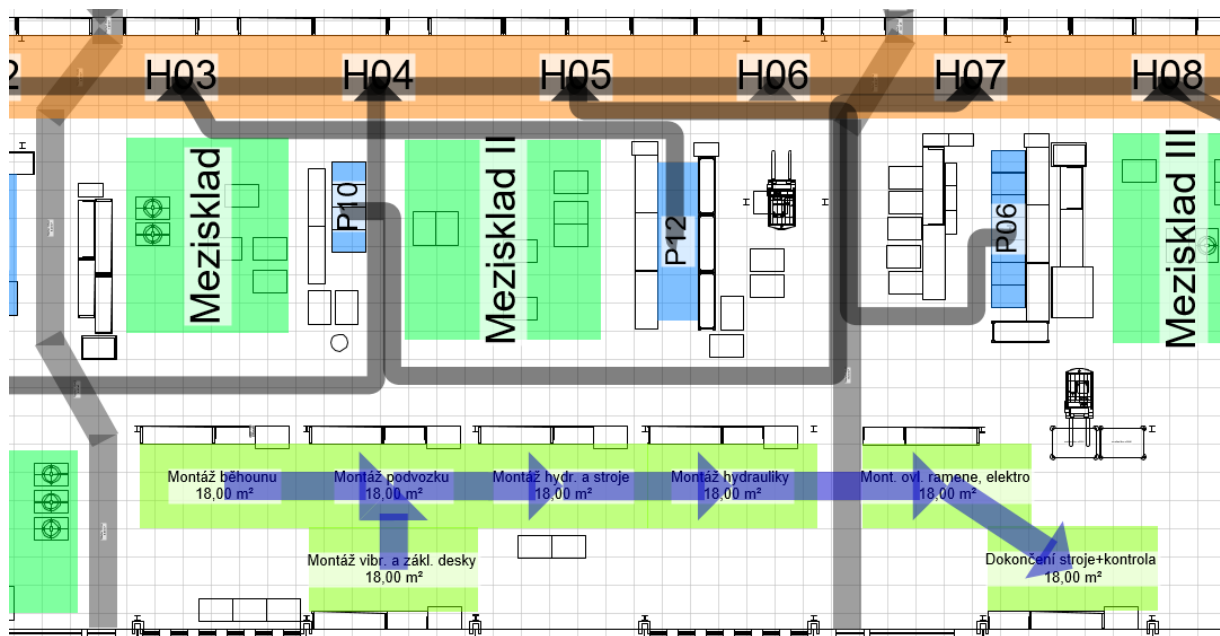 2
H03
H04
H05
H06
H07
H08
Mezisklad
P10
Mezisklad II
P12
P06
Mezisklad III
Montáž běhounu
18,00 m²
Montáž podvozku
18,00 m²
Montáž hydr. a stroje
18,00 m²
Montáž hydrauliky
18,00 m²
Mont. ovl. ramene, elektro
18,00 m²
Montáž vibr. a zákl. desky
18,00 m²
Dokončení stroje+kontrola
18,00 m²